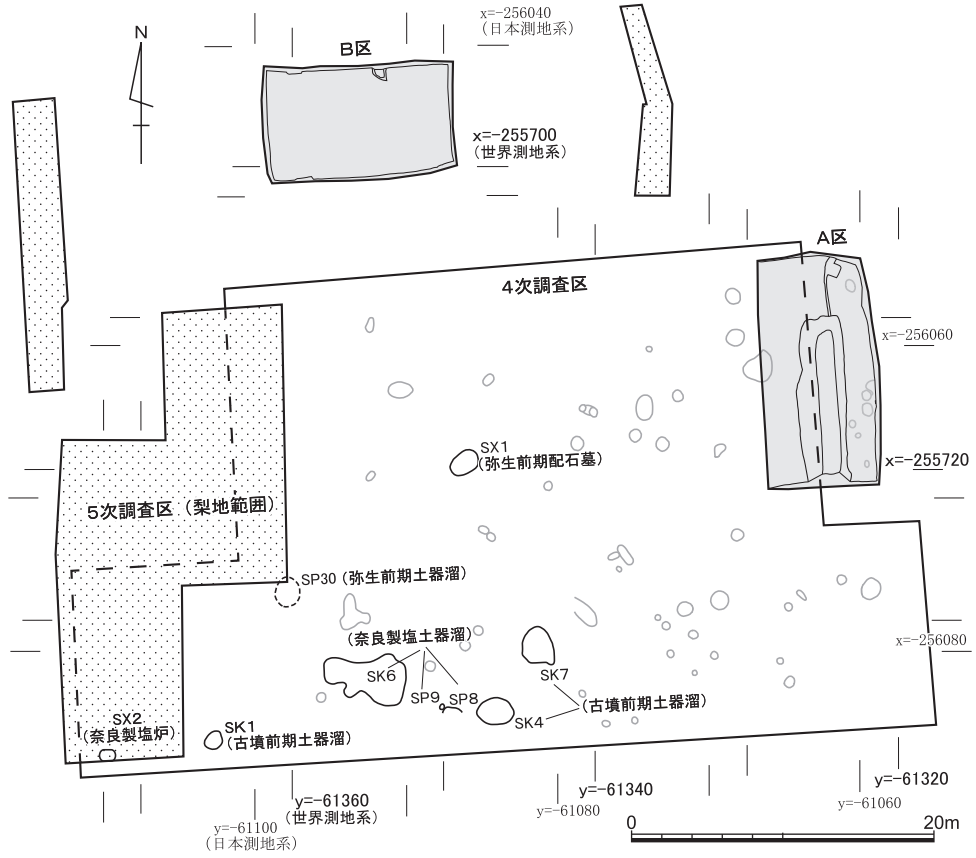 x=-256040
（日本測地系）
N
B区
x=-255700
（世界測地系）
A区
4次調査区
x=-256060
SX1
（弥生前期配石墓）
x=-255720
5次調査区（梨地範囲）
SP30（弥生前期土器溜）
（奈良製塩土器溜）
x=-256080
SK6
SK7
SP9
SP8
（古墳前期土器溜）
SX2
（奈良製塩炉）
SK4
SK1
（古墳前期土器溜）
y=-61320
y=-61340
y=-61360
（世界測地系）
y=-61060
y=-61080
y=-61100
（日本測地系）
0
20m